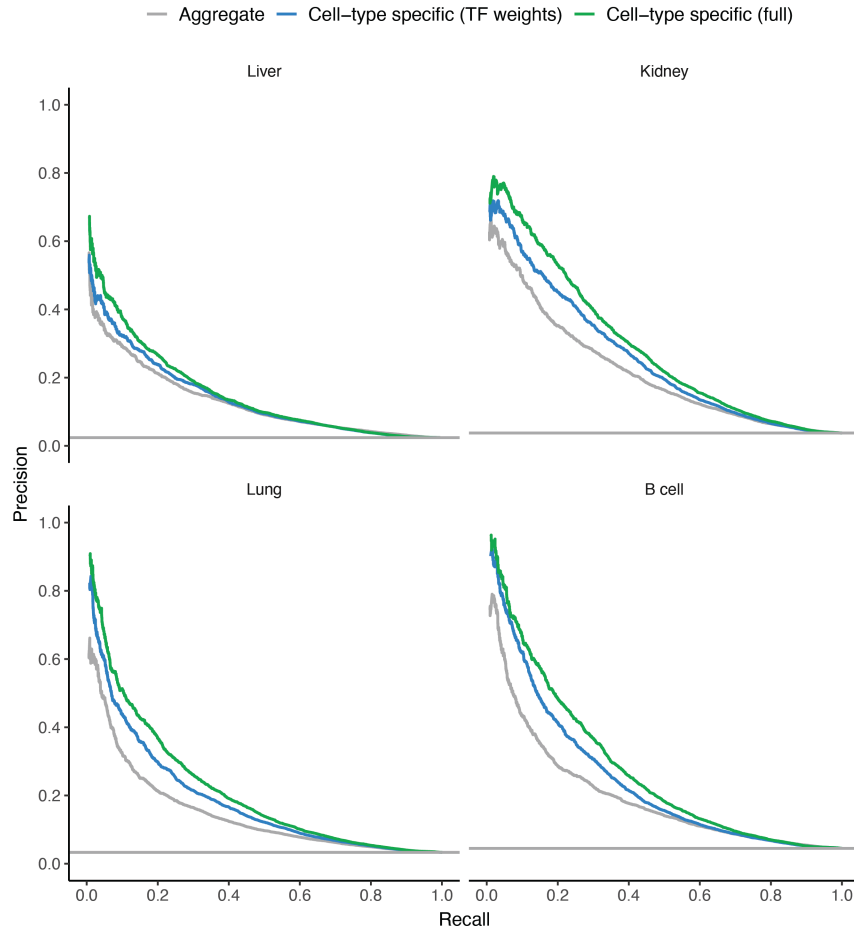 Aggregate Cell−type specific (TF weights) Cell−type specific (full)
Liver Kidney
1.0
0.8
0.6
0.4
0.2
0.0
Precision
Lung B cell
1.0
0.8
0.6
0.4
0.2
0.0
0.0 0.2 0.4 0.6 0.8 1.0 0.0 0.2 0.4 0.6 0.8 1.0
Recall